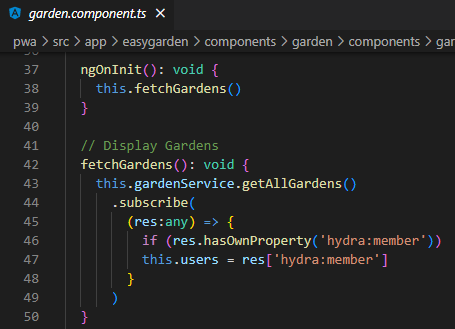 garden.component.ts ×
pwa > src > app > easygarden > components > garden > components > gar
37 ngOnInit(): void {
38 this.fetchGardens()
39 }
40
41 // Display Gardens
42 fetchGardens(): void {
43 this.gardenService.getAllGardens()
44 .subscribe(
45 (res:any) => {
46 if (res.hasOwnProperty('hydra:member'))
47 this.users = res['hydra:member']
48 }
49 )
50 }